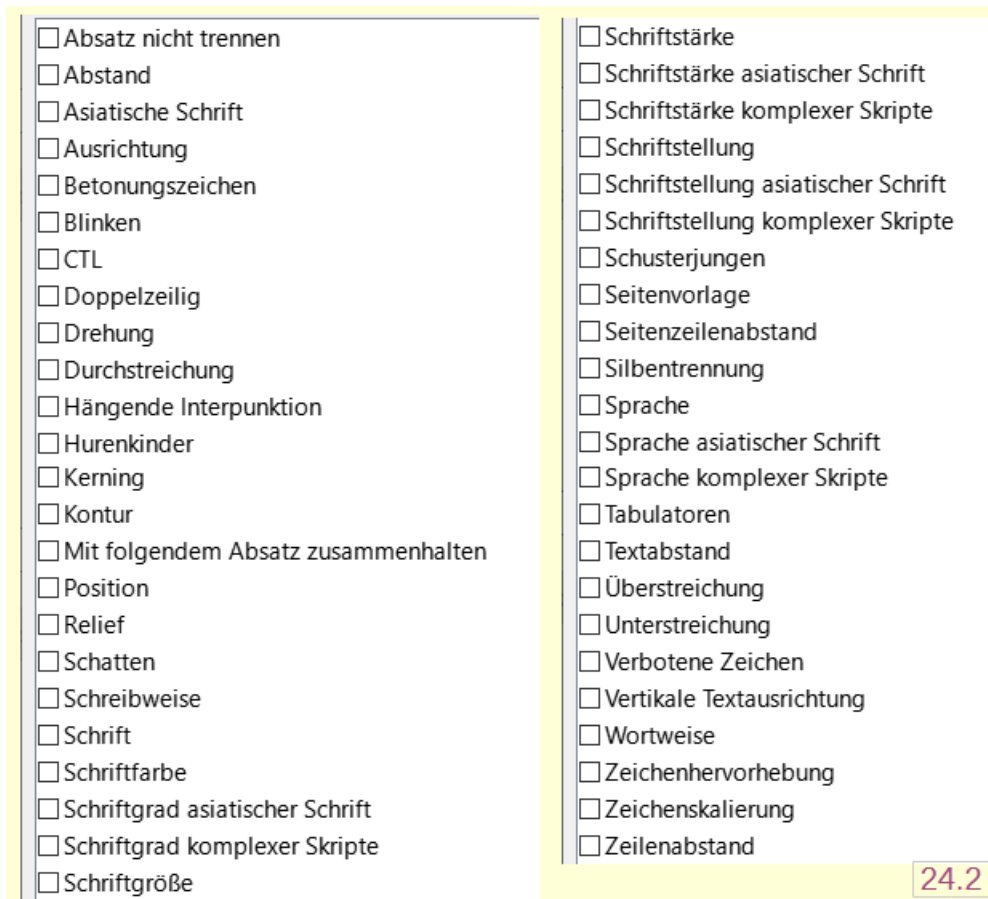 Absatz nicht trennen
Abstand
Asiatische Schrift
Ausrichtung
Betonungszeichen
Blinken
CTL
Doppelzeilig
Drehung
Durchstreichung
Hängende Interpunktion
Hurenkinder
Kerning
Kontur
Mit folgendem Absatz zusammenhalten
Position
Relief
Schatten
Schreibweise
Schrift
Schriftfarbe
Schriftgrad asiatischer Schrift
Schriftgrad komplexer Skripte
Schriftgröße
Schriftstärke
Schriftstärke asiatischer Schrift
Schriftstärke komplexer Skripte
Schriftstellung
Schriftstellung asiatischer Schrift
Schriftstellung komplexer Skripte
Schusterjungen
Seitenvorlage
Seitenzeilenabstand
Silbentrennung
Sprache
Sprache asiatischer Schrift
Sprache komplexer Skripte
Tabulatoren
Textabstand
Überstreichung
Unterstreichung
Verbotene Zeichen
Vertikale Textausrichtung
Wortweise
Zeichenhervorhebung
Zeichenskalierung
Zeilenabstand
24.2